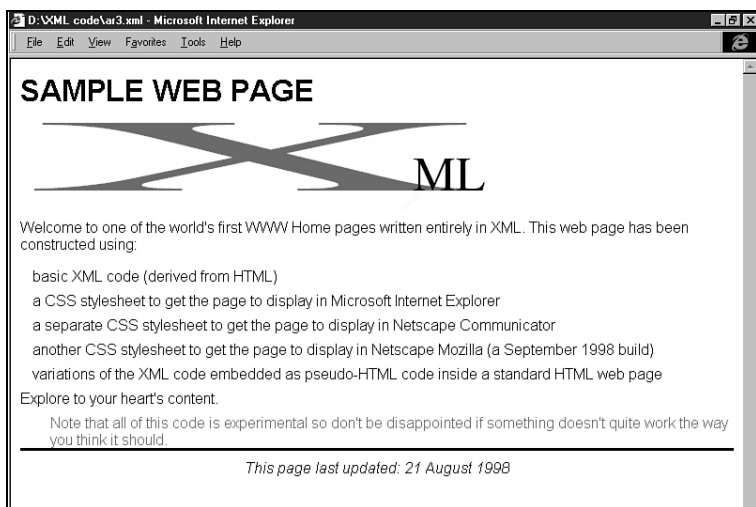 D:\XML code\ar3.xml - Microsoft Internet Explorer
File Edit View Favorites Tools Help
SAMPLE WEB PAGE
XML
Welcome to one of the world's first WWW Home pages written entirely in XML. This web page has been
constructed using:
basic XML code (derived from HTML)
a CSS stylesheet to get the page to display in Microsoft Internet Explorer
a separate CSS stylesheet to get the page to display in Netscape Communicator
another CSS stylesheet to get the page to display in Netscape Mozilla (a September 1998 build)
variations of the XML code embedded as pseudo-HTML code inside a standard HTML web page
Explore to your heart's content.
Note that all of this code is experimental so don't be disappointed if something doesn't quite work the way
you think it should.
This page last updated: 21 August 1998